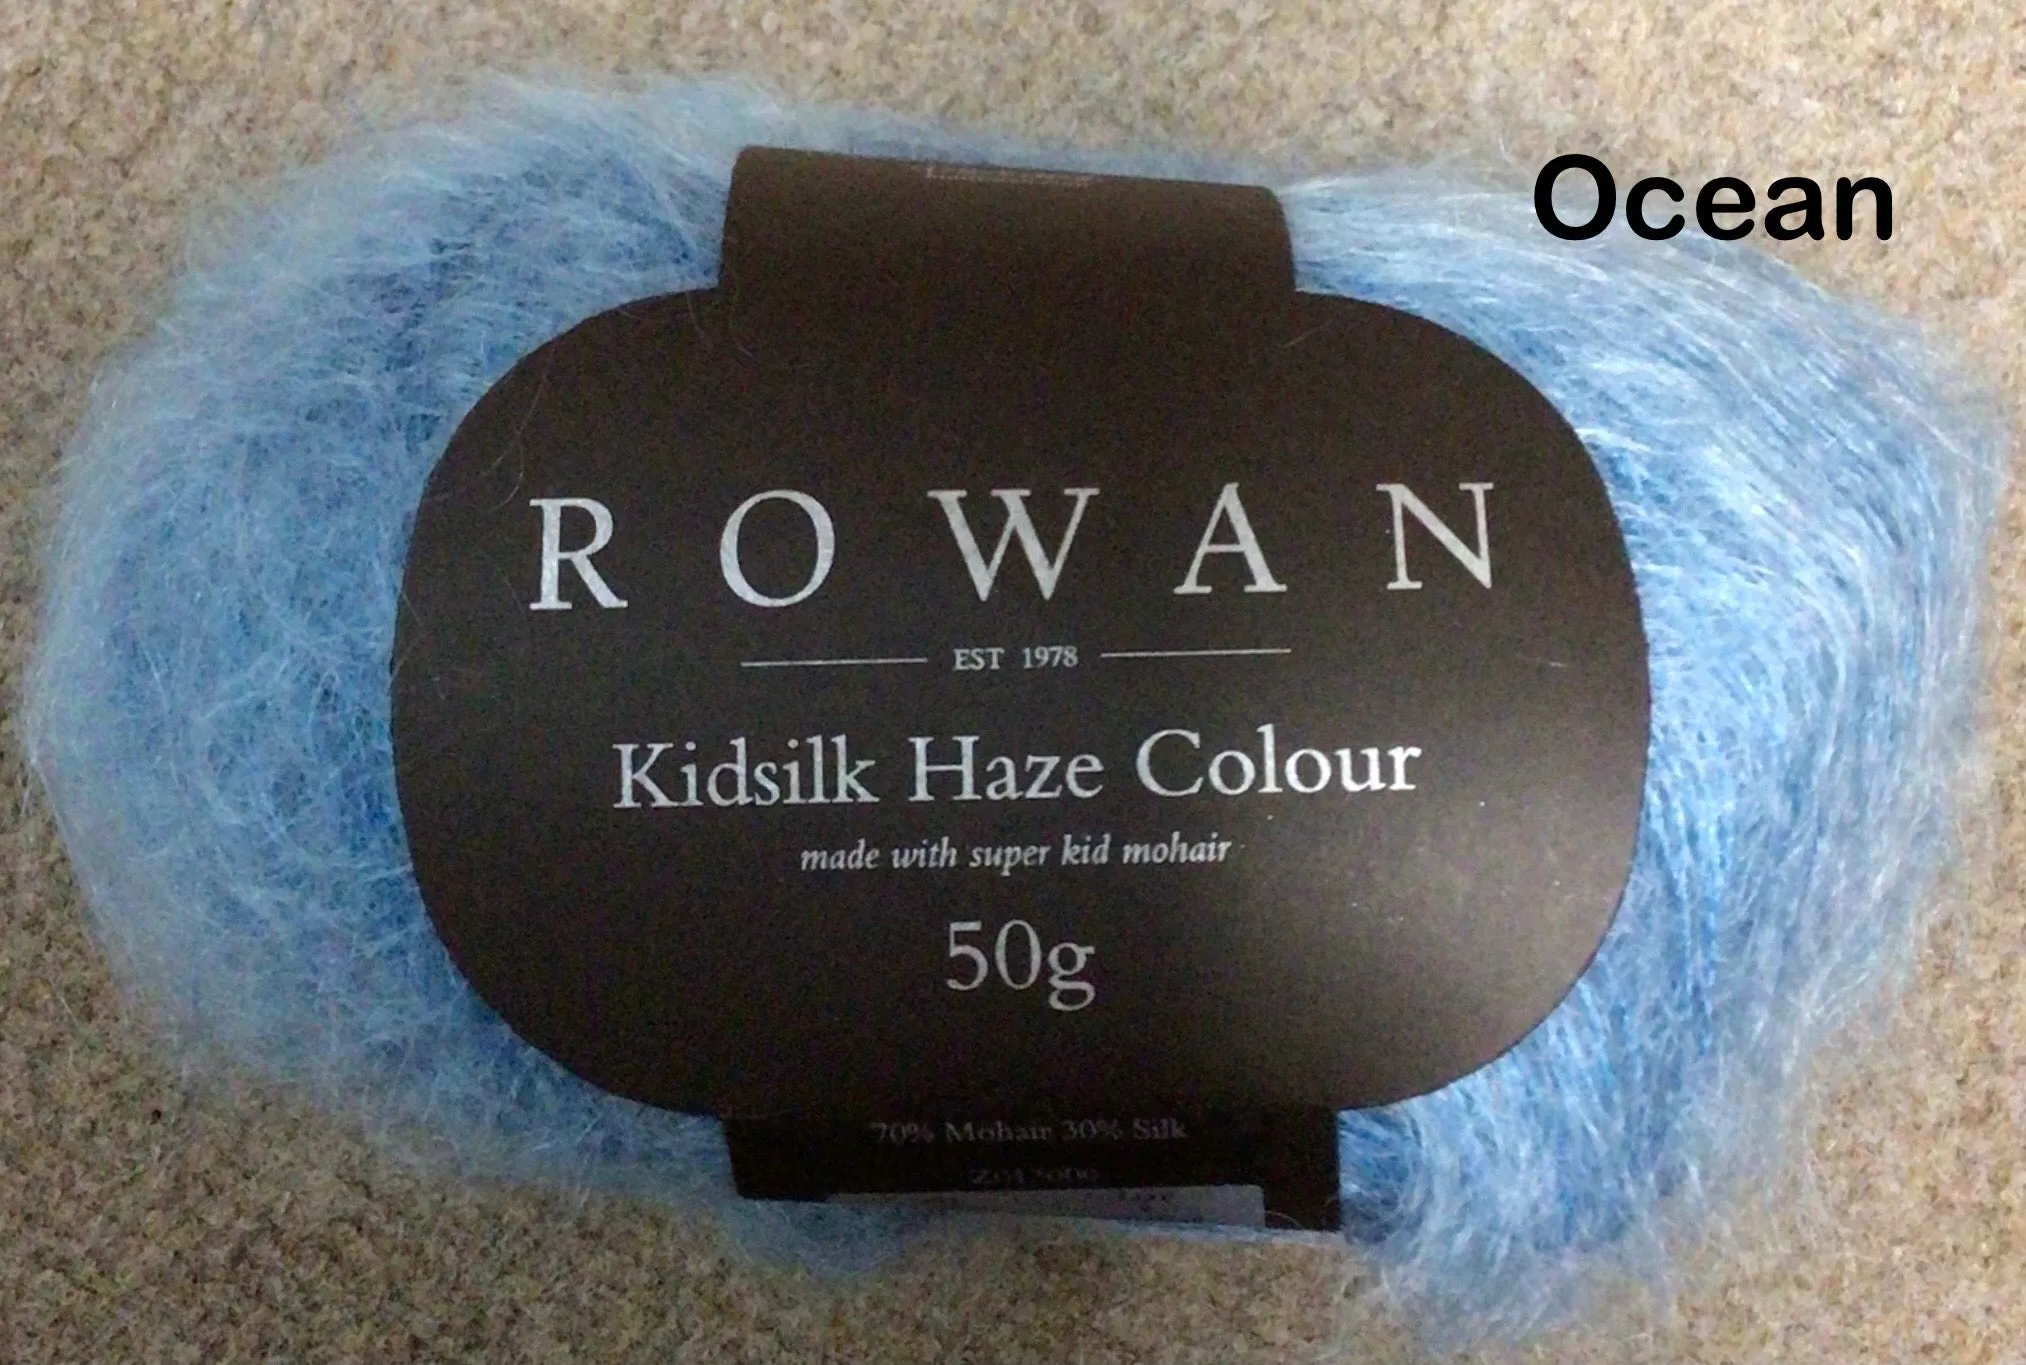 Ocean
ROWAN
EST 1978
Kidsilk Haze Colour
made with super kid mohair
50g
70% Mohair 30% Silk